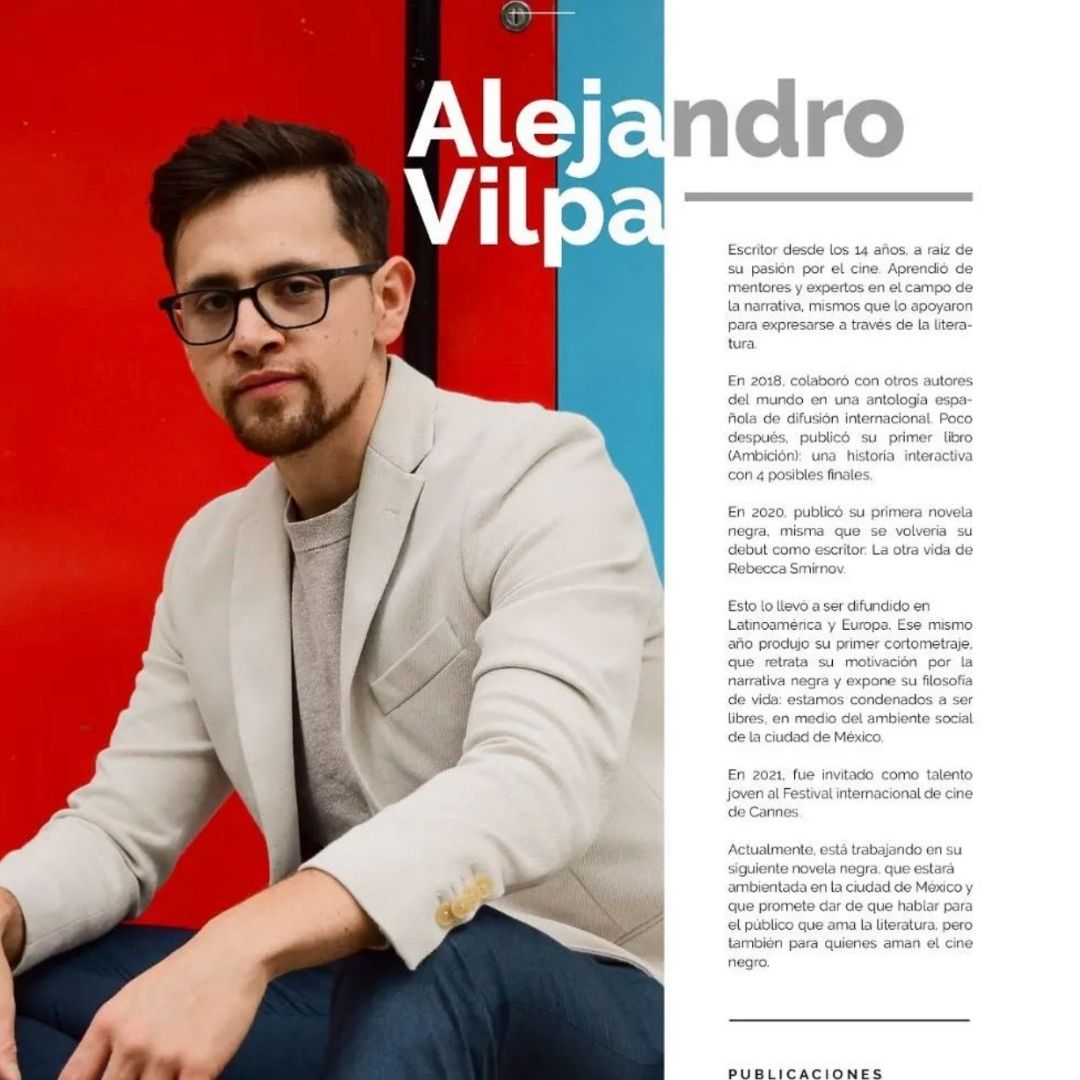 Alejandro
Vilpa
Escritor desde los 14 años, a raíz de
su pasión por el cine. Aprendió de
mentores y expertos en el campo de
la narrativa, mismos que lo apoyaron
para expresarse a través de la litera-
tura.
En 2018, colaboró con otros autores
del mundo en una antología espa-
ñola de difusión internacional. Poco
después, publicó su primer libro
(Ambición): una historia interactiva
con 4 posibles finales.
En 2020, publicó su primera novela
negra, misma que se volvería su
debut como escritor: La otra vida de
Rebecca Smirnov.
Esto lo llevó a ser difundido en
Latinoamérica y Europa. Ese mismo
año produjo su primer cortometraje,
que retrata su motivación por la
narrativa negra y expone su filosofía
de vida: estamos condenados a ser
libres, en medio del ambiente social
de la ciudad de México.
En 2021, fue invitado como talento
joven al Festival internacional de cine
de Cannes.
Actualmente, está trabajando en su
siguiente novela negra, que estará
ambientada en la ciudad de México y
que promete dar de que hablar para
el público que ama la literatura, pero
también para quienes aman el cine
negro.
PUBLICACIONES